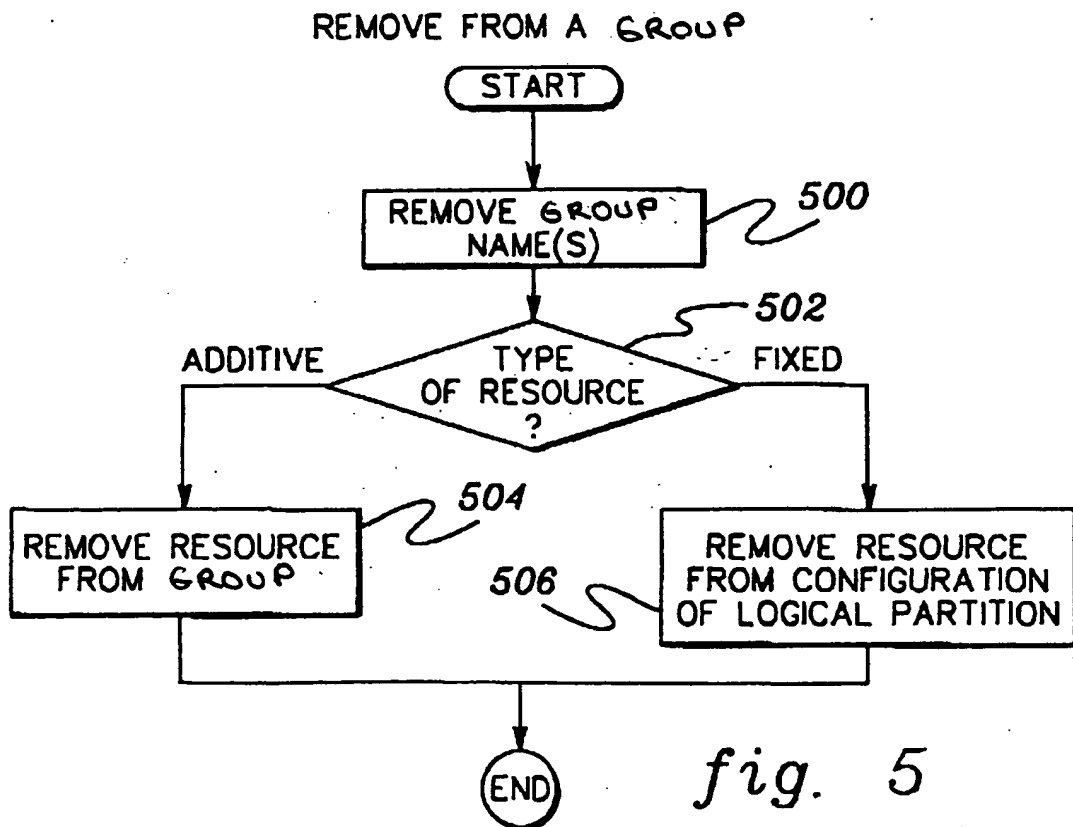 REMOVE FROM A GROUP
START
REMOVE GROUP
NAME(S)
500
502
ADDITIVE
TYPE
OF RESOURCE
?
FIXED
504
REMOVE RESOURCE
FROM GROUP
506
REMOVE RESOURCE
FROM CONFIGURATION
OF LOGICAL PARTITION
END
fig. 5